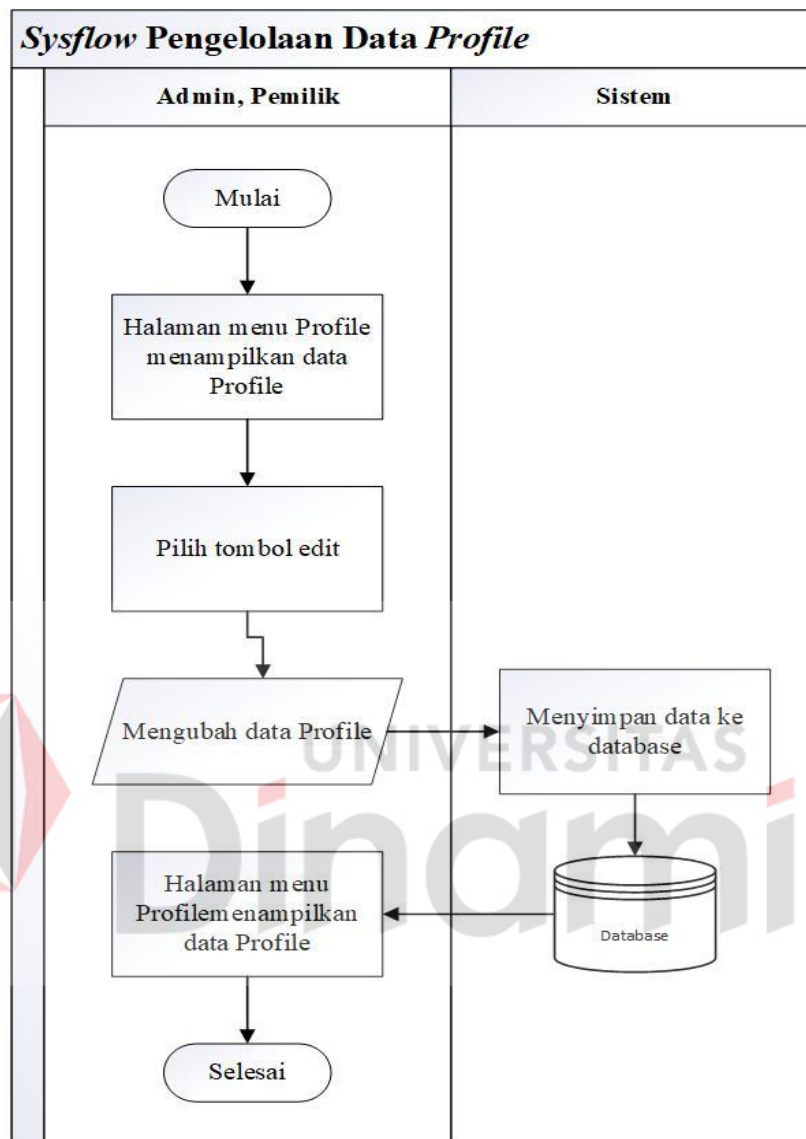 Sysflow Pengelolaan Data Profile
Admin, Pemilik
Sistem
Mulai
Halaman menu Profile
menampilkan data
Profile
Pilih tombol edit
Mengubah data Profile
Menyimpan data ke
database
UNIVERSITAS
Dinami
Halaman menu
Profilemenampilkan
data Profile
Database
Selesai